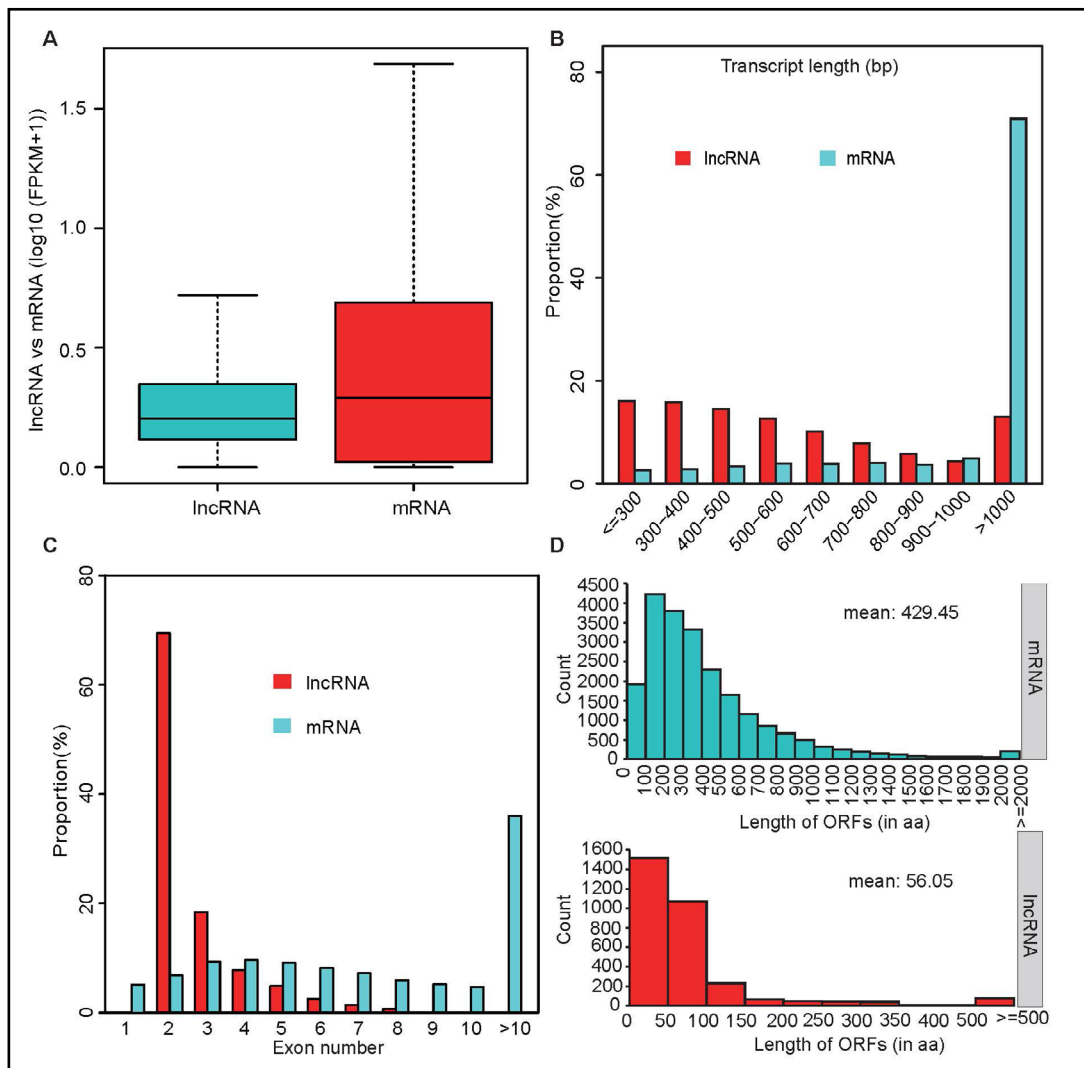 A
lncRNA vs mRNA (log10 (FPKM+1))
1.5
1.0
0.5
0.0
lncRNA
mRNA
B
Transcript length (bp)
lncRNA
mRNA
Proportion(%)
80
60
40
20
0
<=300
300–400
400–500
500–600
600–700
700–800
800–900
900–1000
>1000
C
80
60
40
20
0
Proportion(%)
lncRNA
mRNA
1 2 3 4 5 6 7 8 9 10 >10
Exon number
D
4500
4000
3500
3000
2500
2000
1500
1000
500
0
Count
mean: 429.45
mRNA
0
100
200
300
400
500
600
700
800
900
1000
1100
1200
1300
1400
1500
1600
1700
1800
1900
2000
=<2000
Length of ORFs (in aa)
1600
1400
1200
1000
800
600
400
200
0
Count
mean: 56.05
lncRNA
0 50 100 150 200 250 300 350 400 500 >=500
Length of ORFs (in aa)